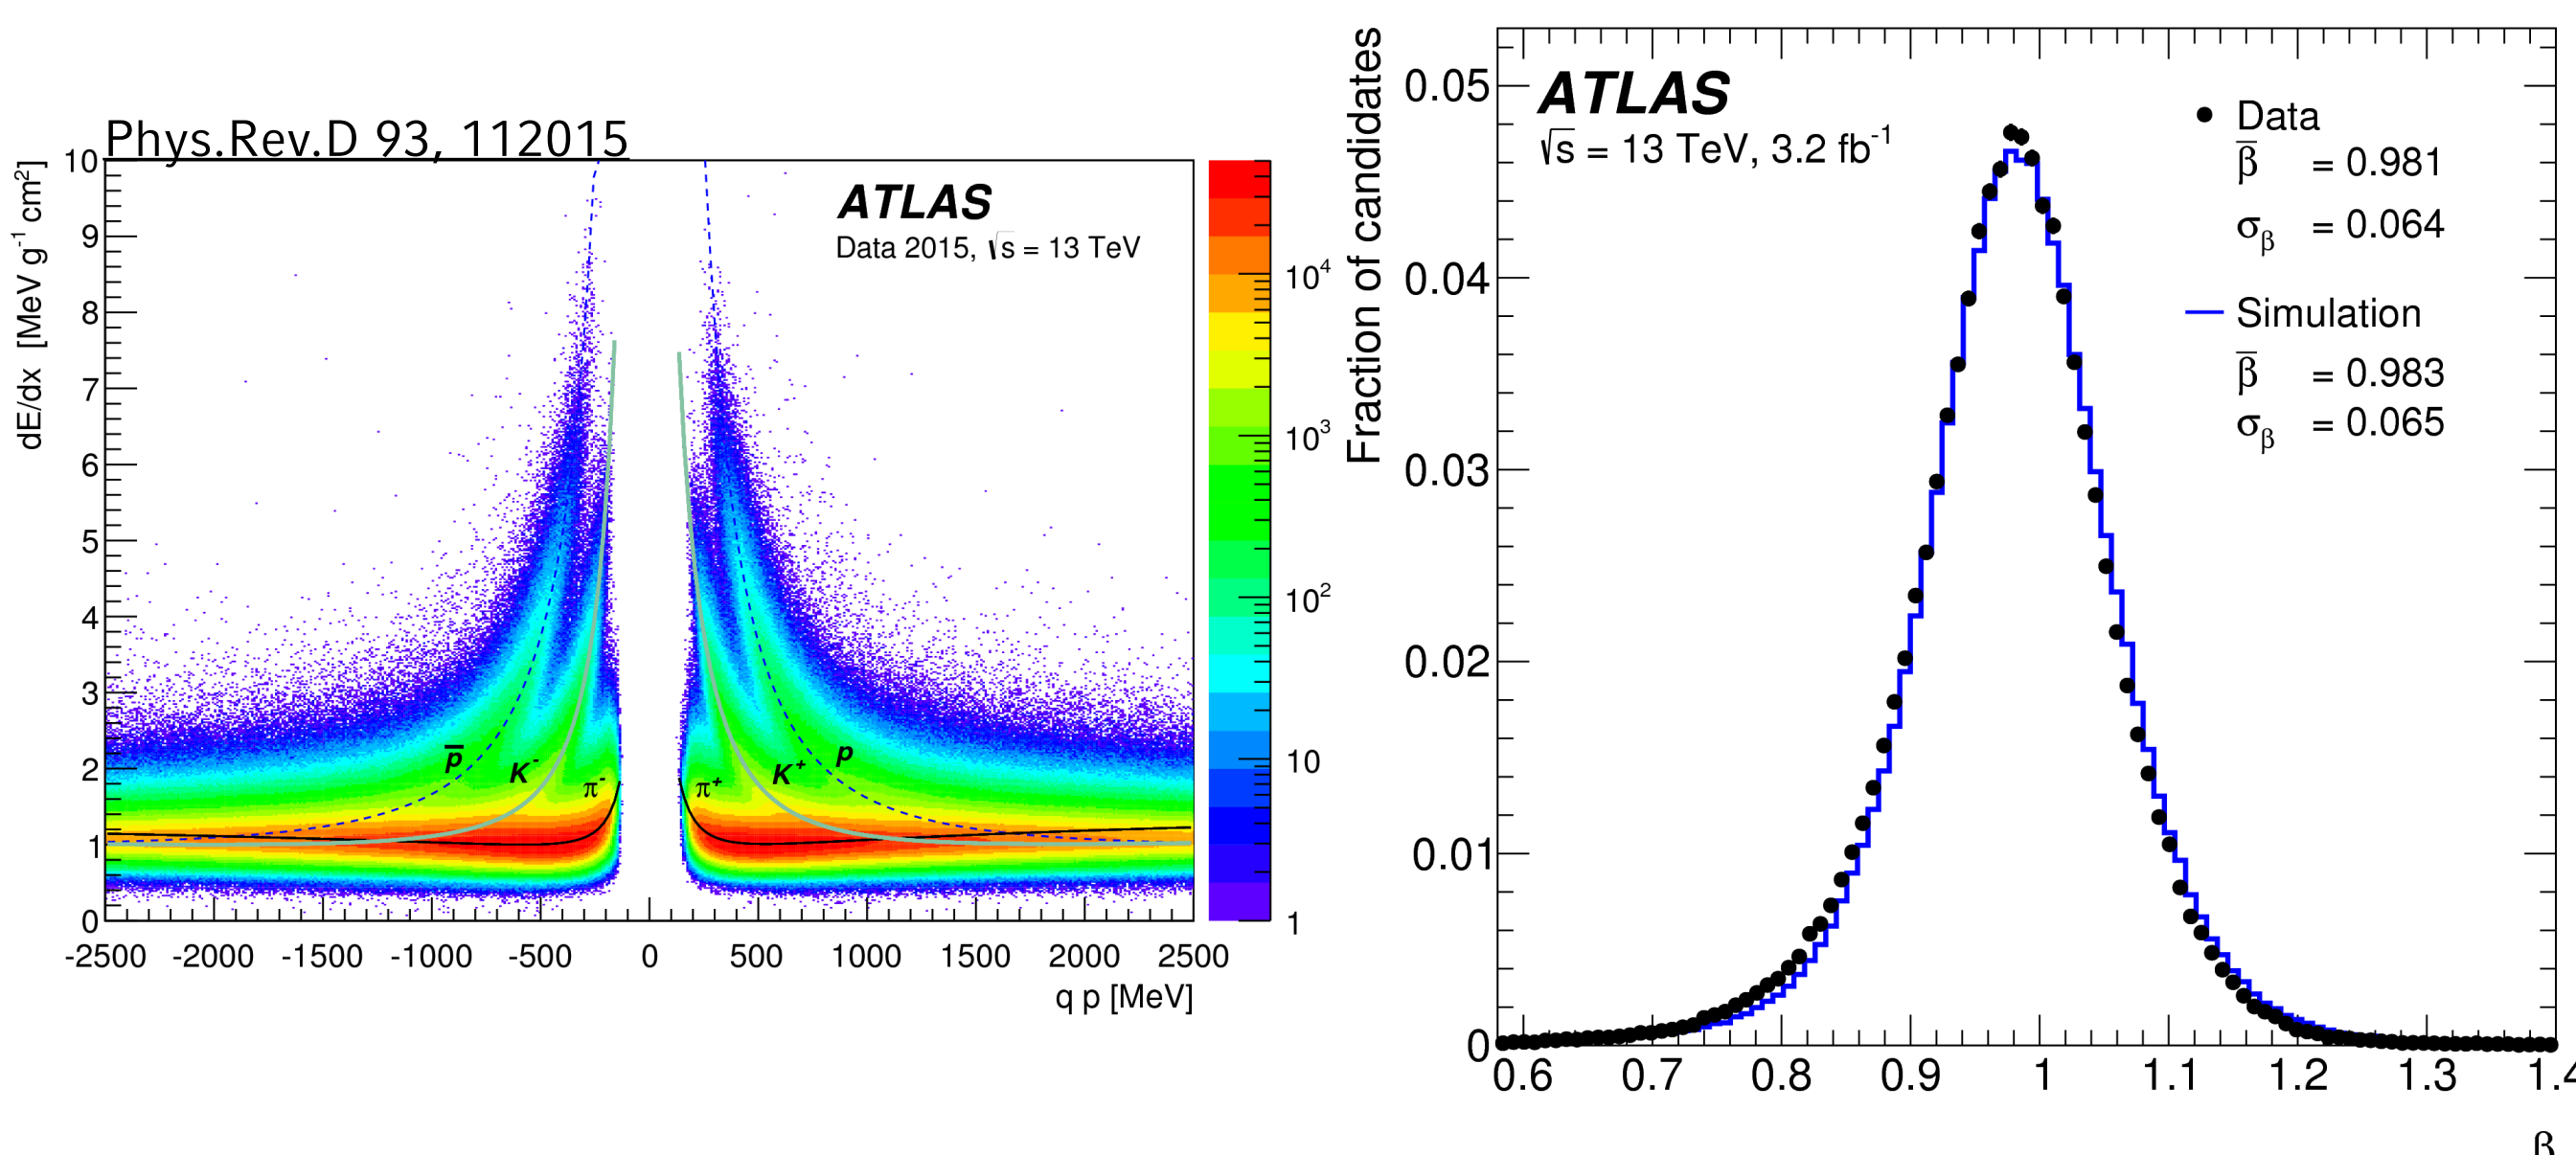 Phys.Rev.D 93, 112015
dE/dx [MeV g⁻¹ cm²]
10
9
8
7
6
5
4
3
2
1
0
ATLAS
Data 2015, √s = 13 TeV
p̄
K⁻
π⁻
π⁺
K⁺
p
-2500 -2000 -1500 -1000 -500 0 500 1000 1500 2000 2500
q p [MeV]
10⁴
10³
10²
10
1
Fraction of candidates
0.05
0.04
0.03
0.02
0.01
0
ATLAS
√s = 13 TeV, 3.2 fb⁻¹
Data
β̄ = 0.981
σβ = 0.064
Simulation
β̄ = 0.983
σβ = 0.065
0.6 0.7 0.8 0.9 1 1.1 1.2 1.3 1.4
β